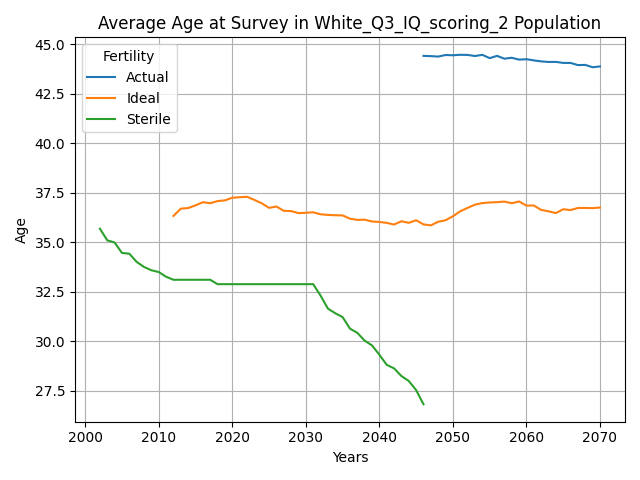 Average Age at Survey in White_Q3_IQ_scoring_2 Population
Fertility
Actual
Ideal
Sterile
45.0
42.5
40.0
37.5
35.0
32.5
30.0
27.5
Age
2000 2010 2020 2030 2040 2050 2060 2070
Years